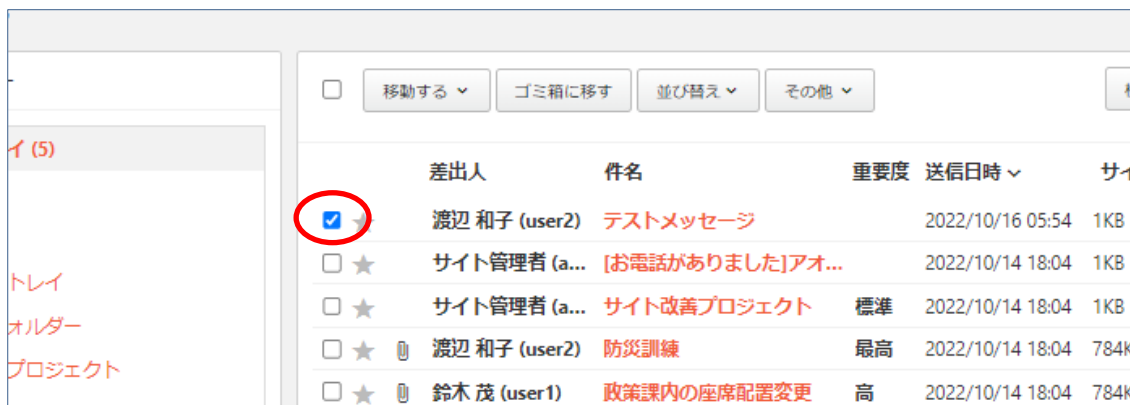 移動する ゴミ箱に移す 並び替え その他
イ (5)
差出人 件名 重要度 送信日時 サイ
渡辺 和子 (user2) テストメッセージ 2022/10/16 05:54 1KB
サイト管理者 (a... [お電話がありました]アオ... 2022/10/14 18:04 1KB
トレイ
サイト管理者 (a... サイト改善プロジェクト 標準 2022/10/14 18:04 1KB
ォルダー
渡辺 和子 (user2) 防災訓練 最高 2022/10/14 18:04 784K
プロジェクト
鈴木 茂 (user1) 政策課内の座席配置変更 高 2022/10/14 18:04 784K